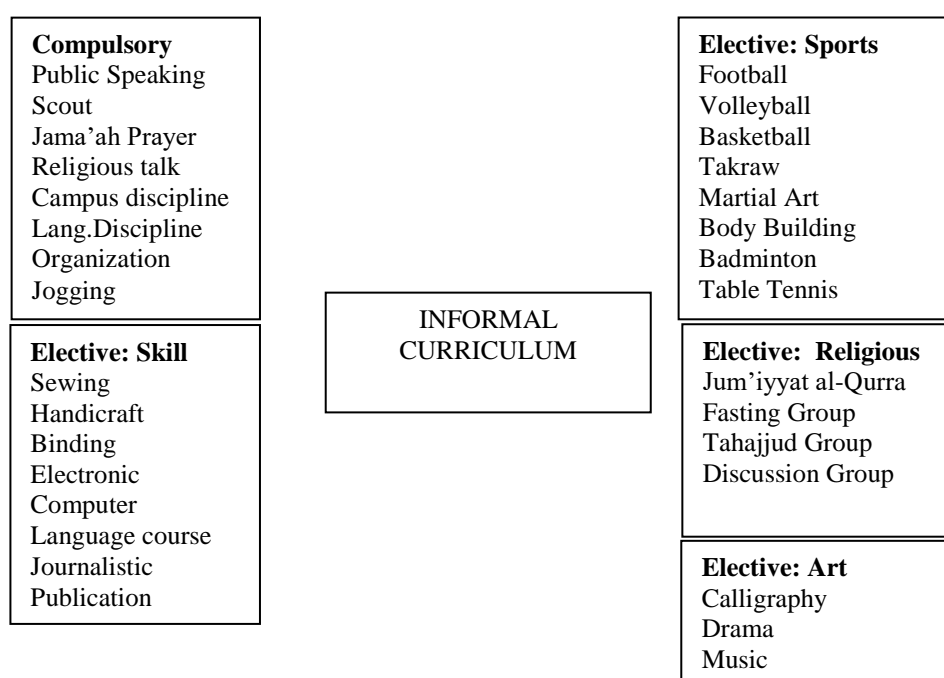 Compulsory
Public Speaking
Scout
Jama’ah Prayer
Religious talk
Campus discipline
Lang.Discipline
Organization
Jogging
Elective: Skill
Sewing
Handicraft
Binding
Electronic
Computer
Language course
Journalistic
Publication
INFORMAL
CURRICULUM
Elective: Sports
Football
Volleyball
Basketball
Takraw
Martial Art
Body Building
Badminton
Table Tennis
Elective:  Religious
Jum’iyyat al-Qurra
Fasting Group
Tahajjud Group
Discussion Group
Elective: Art
Calligraphy
Drama
Music